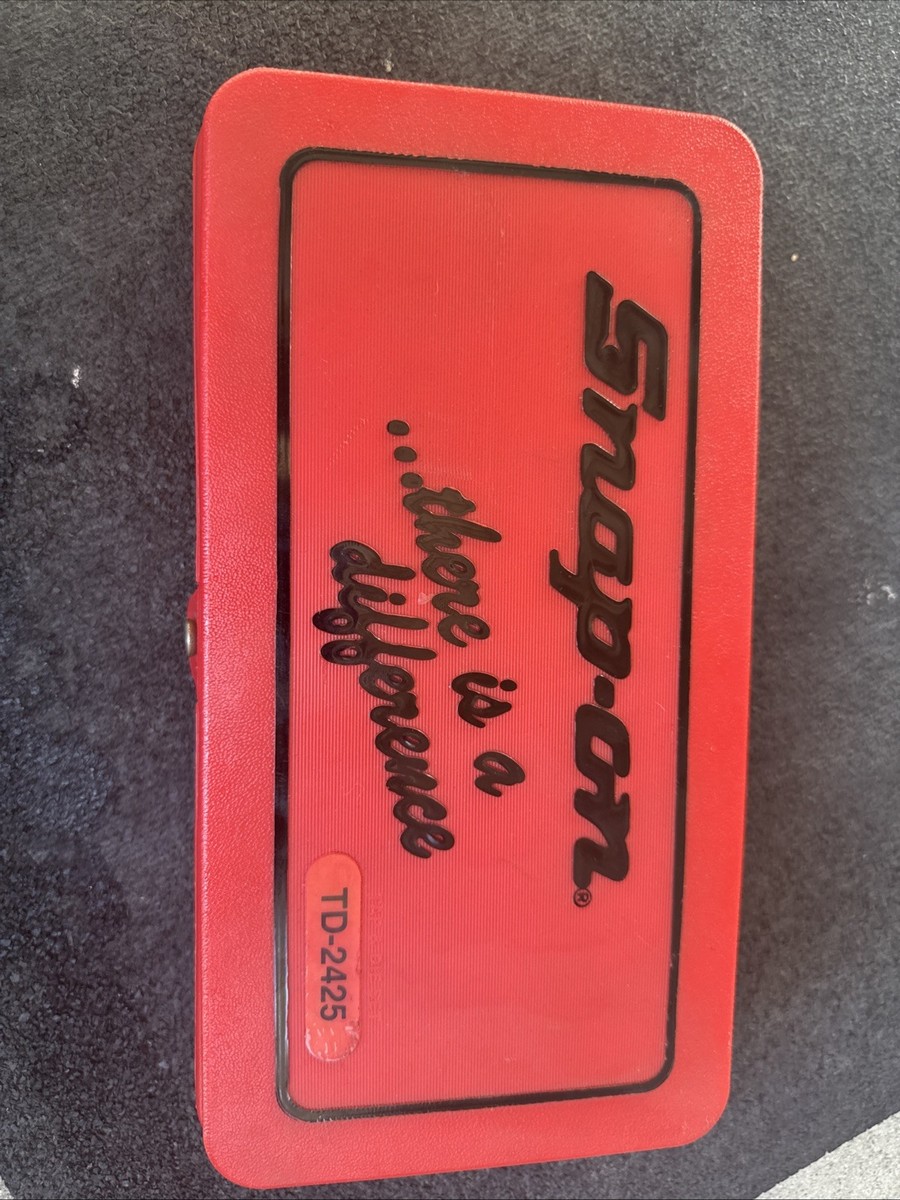 Snap-on®
...there is a
difference
TD-2425